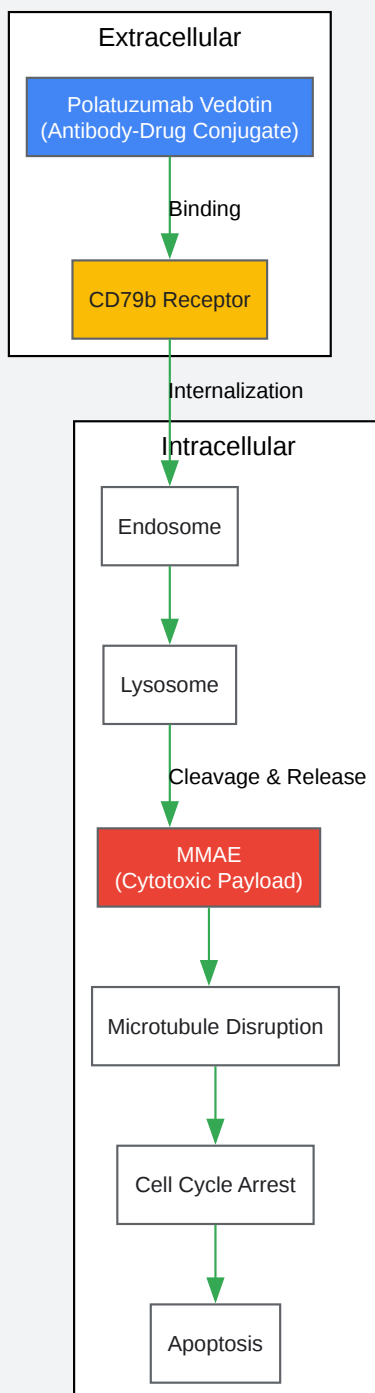 Extracellular
Polatuzumab Vedotin
(Antibody-Drug Conjugate)
Binding
CD79b Receptor
Internalization
Intracellular
Endosome
Lysosome
Cleavage & Release
MMAE
(Cytotoxic Payload)
Microtubule Disruption
Cell Cycle Arrest
Apoptosis